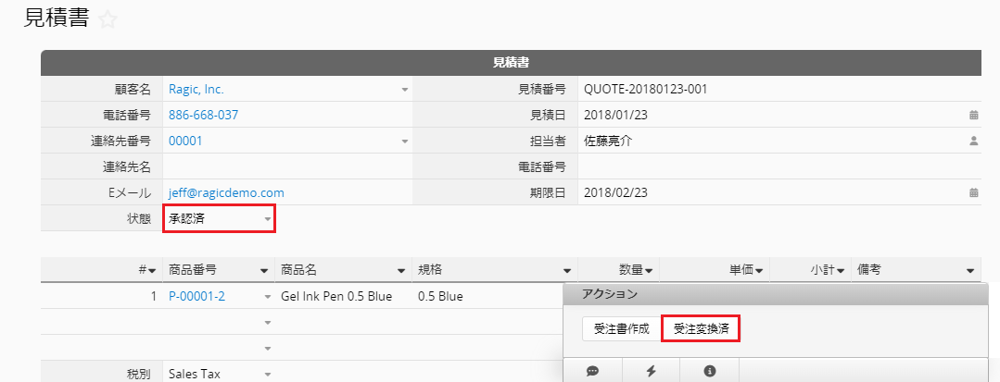 見積書
見積書
顧客名 Ragic, Inc. 見積番号 QUOTE-20180123-001
電話番号 886-668-037 見積日 2018/01/23
連絡先番号 00001 担当者 佐藤亮介
連絡先名 電話番号
Eメール jeff@ragicdemo.com 期限日 2018/02/23
状態 承認済
# 商品番号 商品名 規格 数量 単価 小計 備考
1 P-00001-2 Gel Ink Pen 0.5 Blue 0.5 Blue
アクション
受注書作成 受注変換済
税別 Sales Tax